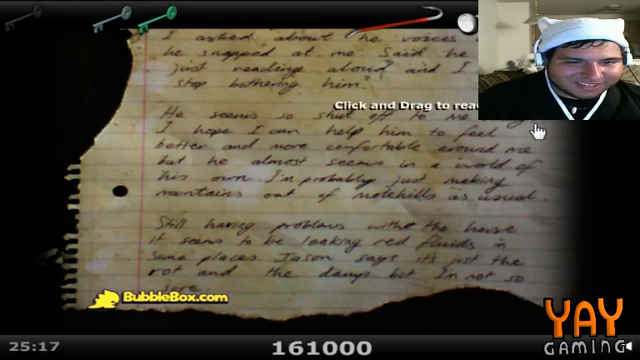 I asked about the voices
he snapped at me. Said he
just reading aloud and I
stop bothering him.
Click and Drag to rea
He seems so shut off to me
I hope I can help him to feel
better and more comfortable around me
but he almost seems in a world of
his own. I'm probably just making
mountains out of molehills as usual.
Still having problems withe the house
it seems to be leaking red fluids in
some places. Jason says it's just the
rot and the damp but I'm not so
sure.
BubbleBox.com
YAY
GAMING
25:17
161000